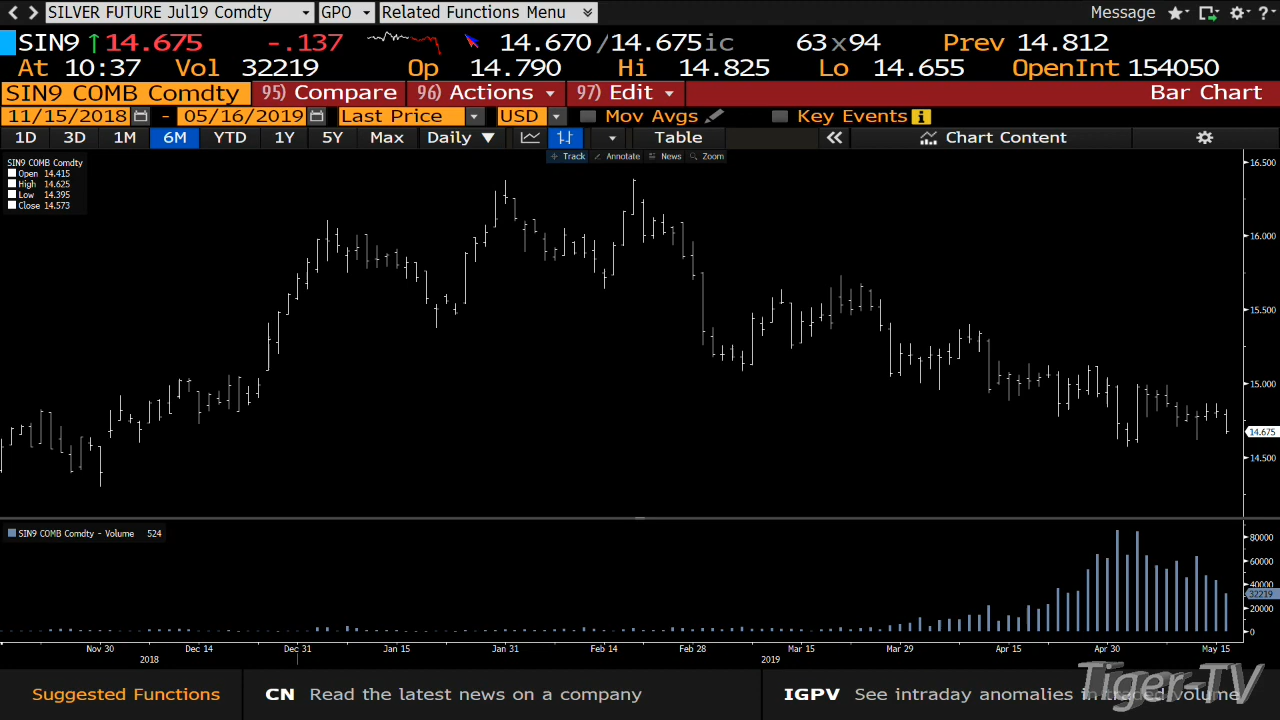 SILVER FUTURE Jul19 Comdty GPO Related Functions Menu Message ?
SIN9 ↑14.675 -.137 14.670/14.675ic 63x94 Prev 14.812
At 10:37 Vol 32219 Op 14.790 Hi 14.825 Lo 14.655 OpenInt 154050
SIN9 COMB Comdty 95) Compare 96) Actions 97) Edit Bar Chart
11/15/2018 - 05/16/2019 Last Price USD Mov Avgs Key Events i
1D 3D 1M 6M YTD 1Y 5Y Max Daily ▼ Table « Chart Content
Track Annotate News Zoom
SIN9 COMB Comdty
Open 14.415
High 14.625
Low 14.395
Close 14.573
16.500
16.000
15.500
15.000
14.675
14.500
SIN9 COMB Comdty - Volume 524
80000
60000
40000
32219
20000
0
Nov 30 Dec 14 Dec 31 Jan 15 Jan 31 Feb 14 Feb 28 Mar 15 Mar 29 Apr 15 Apr 30 May 15
2018 2019
Suggested Functions CN Read the latest news on a company IGPV See intraday anomalies in traded volume
Tiger-TV